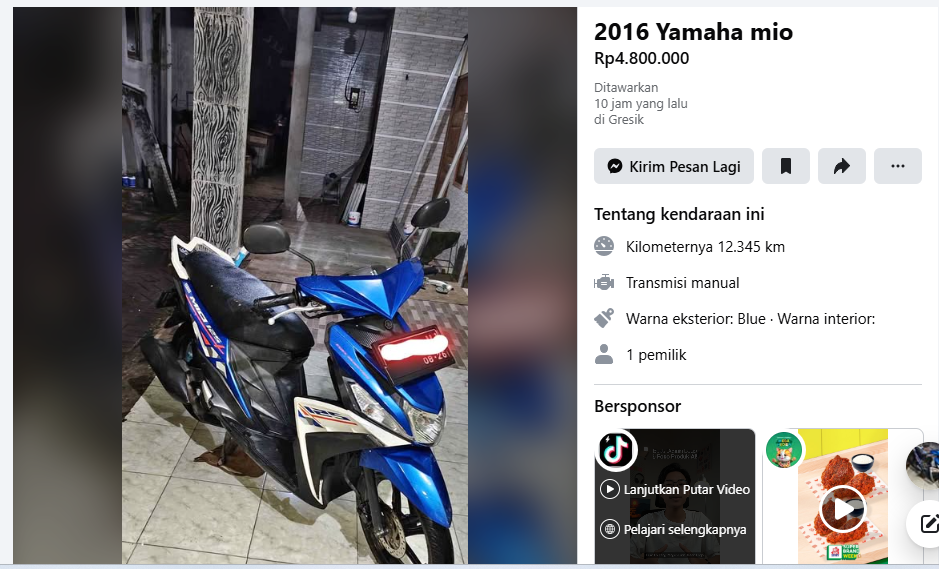 2016 Yamaha mio
Rp4.800.000
Ditawarkan
10 jam yang lalu
di Gresik
Kirim Pesan Lagi
Tentang kendaraan ini
Kilometernya 12.345 km
Transmisi manual
Warna eksterior: Blue · Warna interior:
1 pemilik
Bersponsor
Lanjutkan Putar Video
Pelajari selengkapnya
08·26
125